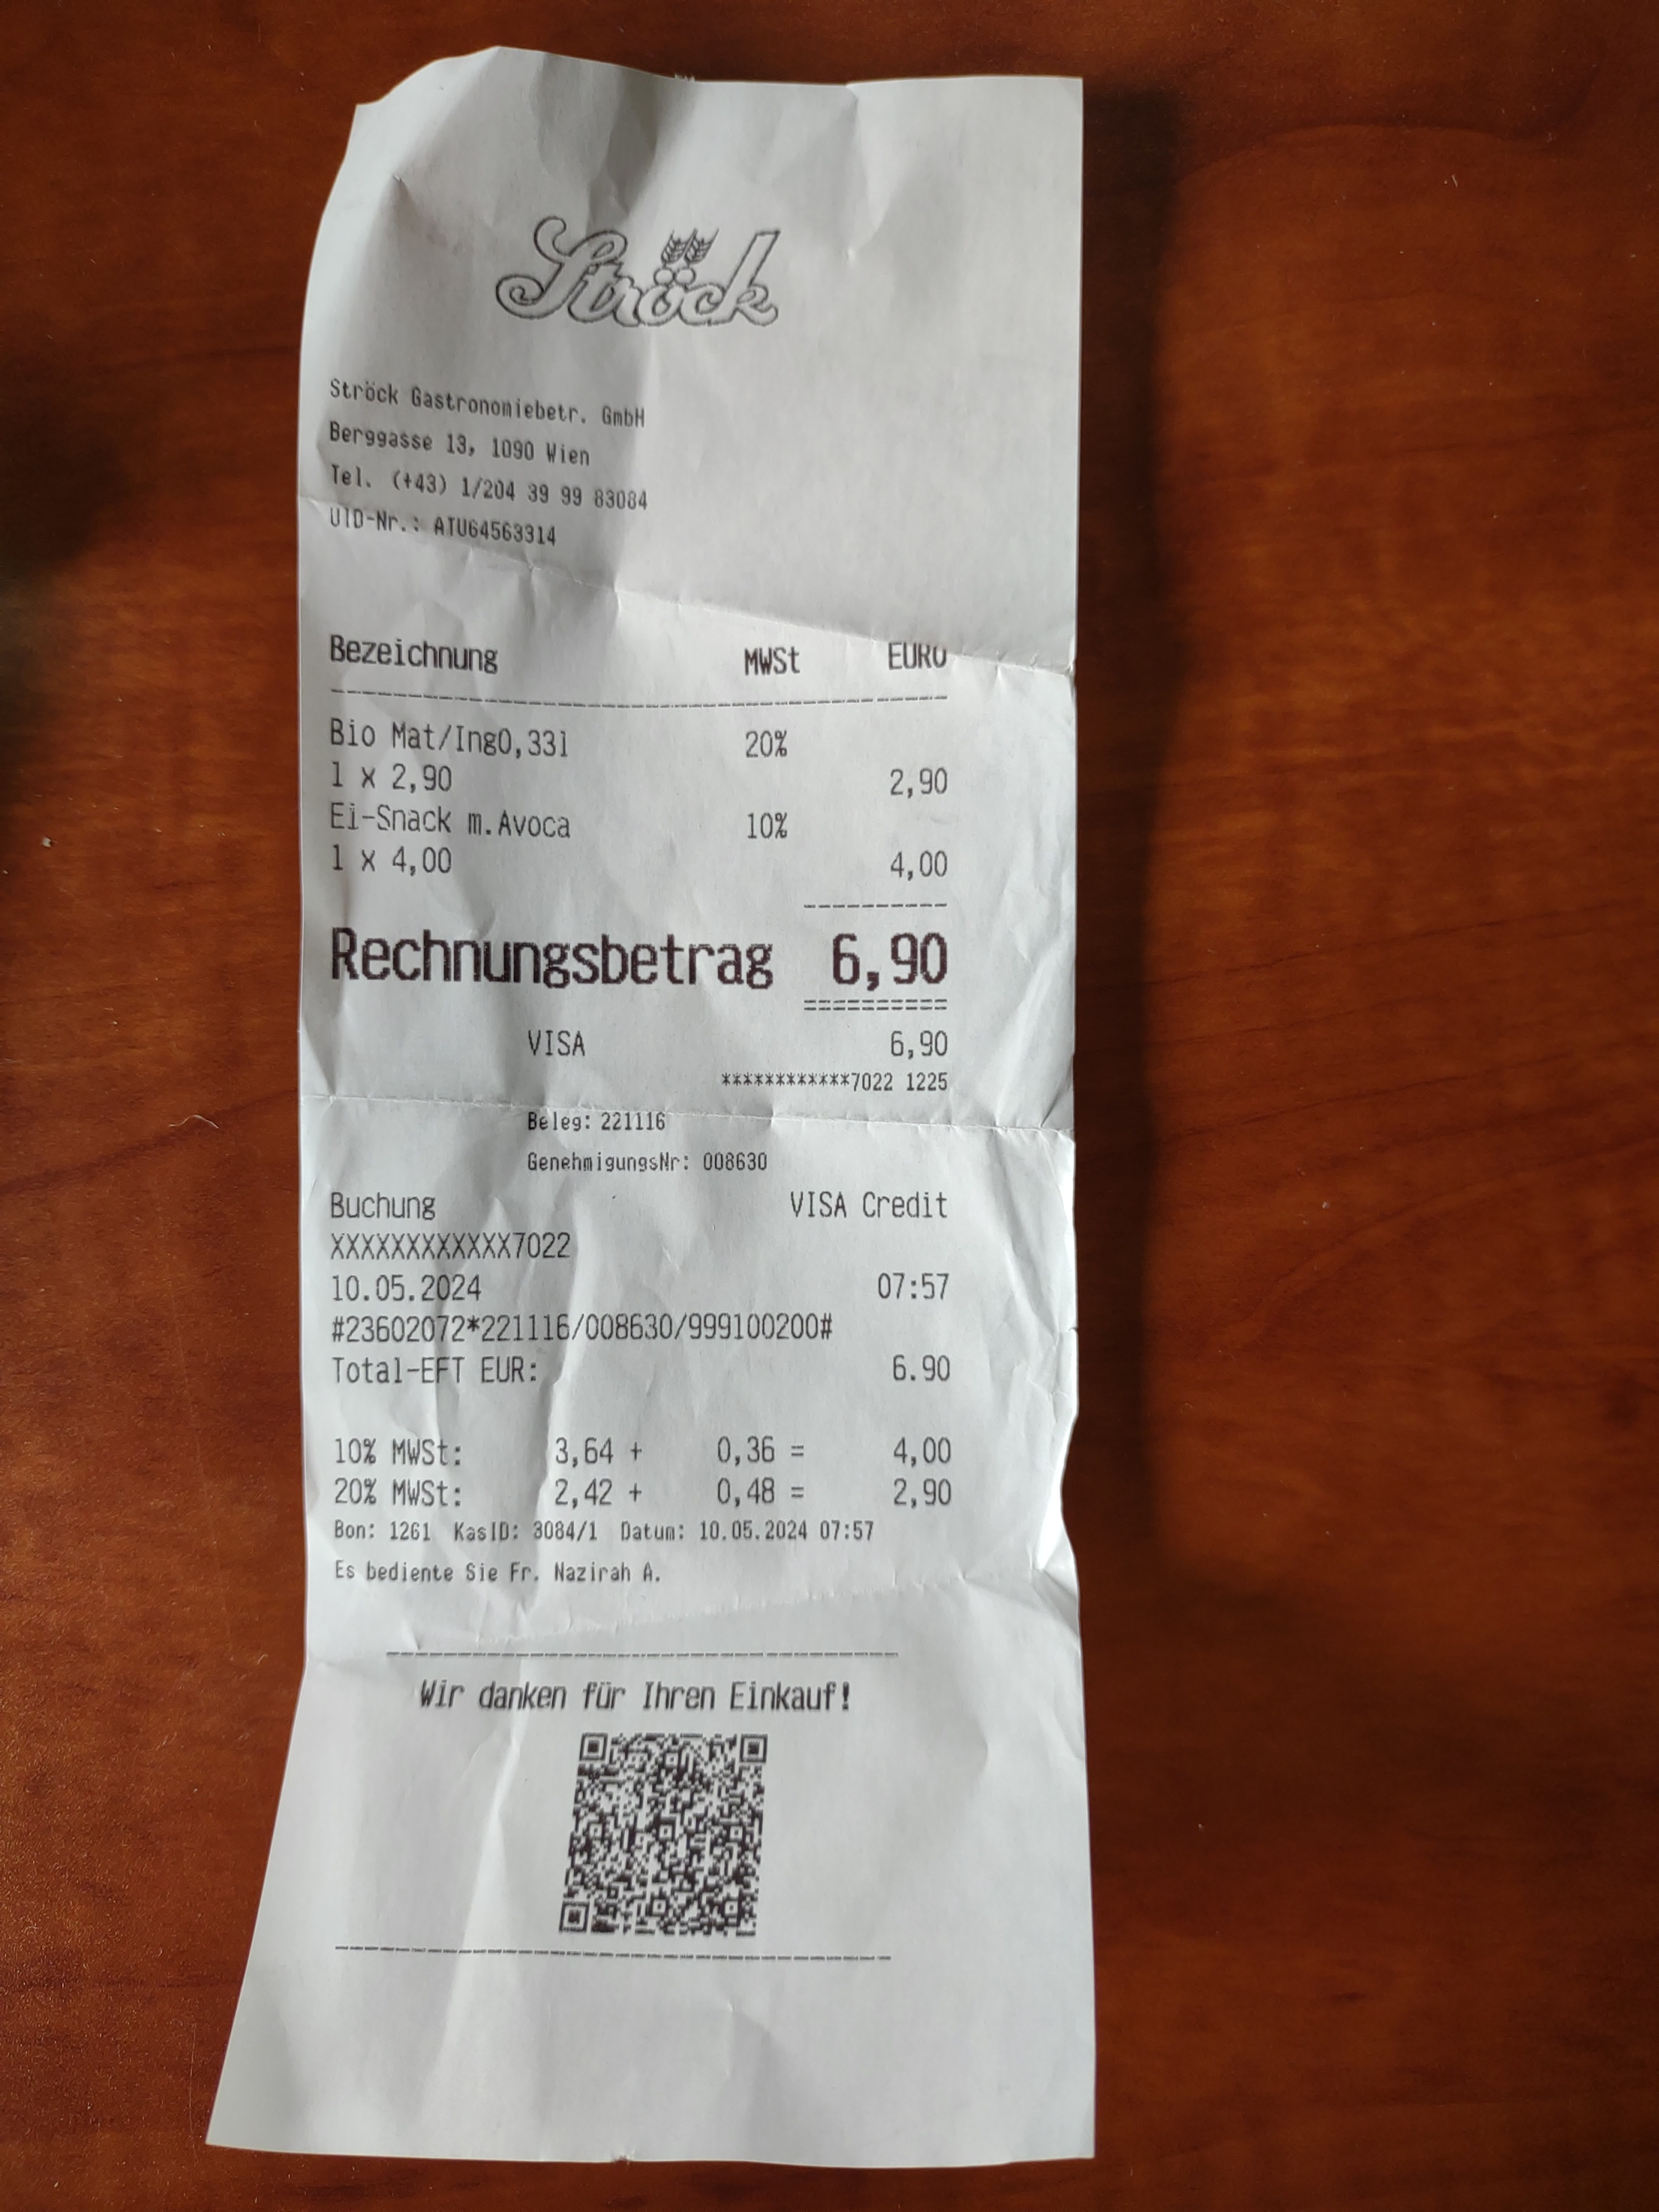 Ströck
Ströck Gastronomiebetr. GmbH
Berggasse 13, 1090 Wien
Tel. (+43) 1/204 39 99 83084
UID-Nr.: ATU64563314
Bezeichnung MWSt EURO
Bio Mat/Ing0,33l 20%
1 x 2,90 2,90
Ei-Snack m.Avoca 10%
1 x 4,00 4,00
Rechnungsbetrag 6,90
==========
VISA 6,90
************7022 1225
Beleg: 221116
GenehmigungsNr: 008630
Buchung VISA Credit
XXXXXXXXXXXX7022
10.05.2024 07:57
#23602072*221116/008630/999100200#
Total-EFT EUR: 6.90
10% MWSt: 3,64 + 0,36 = 4,00
20% MWSt: 2,42 + 0,48 = 2,90
Bon: 1261 KasID: 3084/1 Datum: 10.05.2024 07:57
Es bediente Sie Fr. Nazirah A.
Wir danken für Ihren Einkauf!